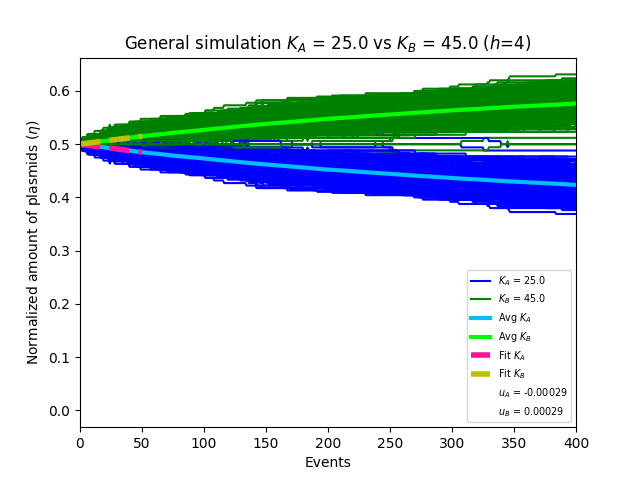 General simulation K_A = 25.0 vs K_B = 45.0 (h=4)
Normalized amount of plasmids (η)
0.6
0.5
0.4
0.3
0.2
0.1
0.0
K_A = 25.0
K_B = 45.0
Avg K_A
Avg K_B
Fit K_A
Fit K_B
u_A = -0.00029
u_B = 0.00029
0 50 100 150 200 250 300 350 400
Events